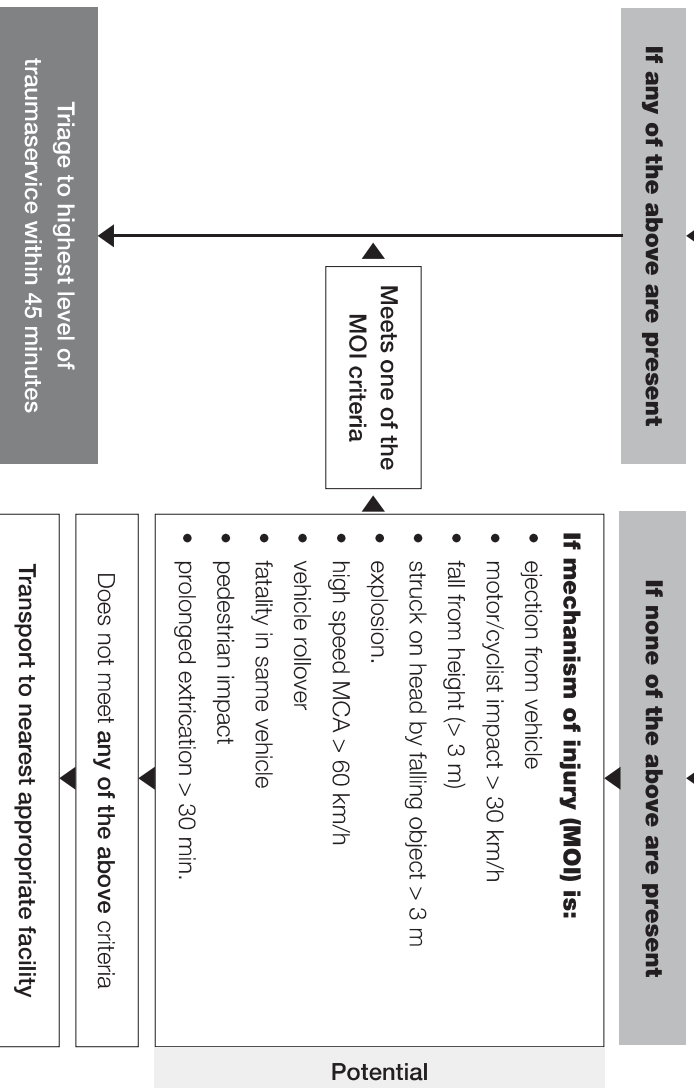 If any of the above are present
If none of the above are present
If mechanism of injury (MOI) is:
• ejection from vehicle
• motor/cyclist impact > 30 km/h
• fall from height (> 3 m)
• struck on head by falling object > 3 m
• explosion.
• high speed MCA > 60 km/h
• vehicle rollover
• fatality in same vehicle
• pedestrian impact
• prolonged extrication > 30 min.
Meets one of the
MOI criteria
Does not meet any of the above criteria
Triage to highest level of
traumaservice within 45 minutes
Transport to nearest appropriate facility
Potential